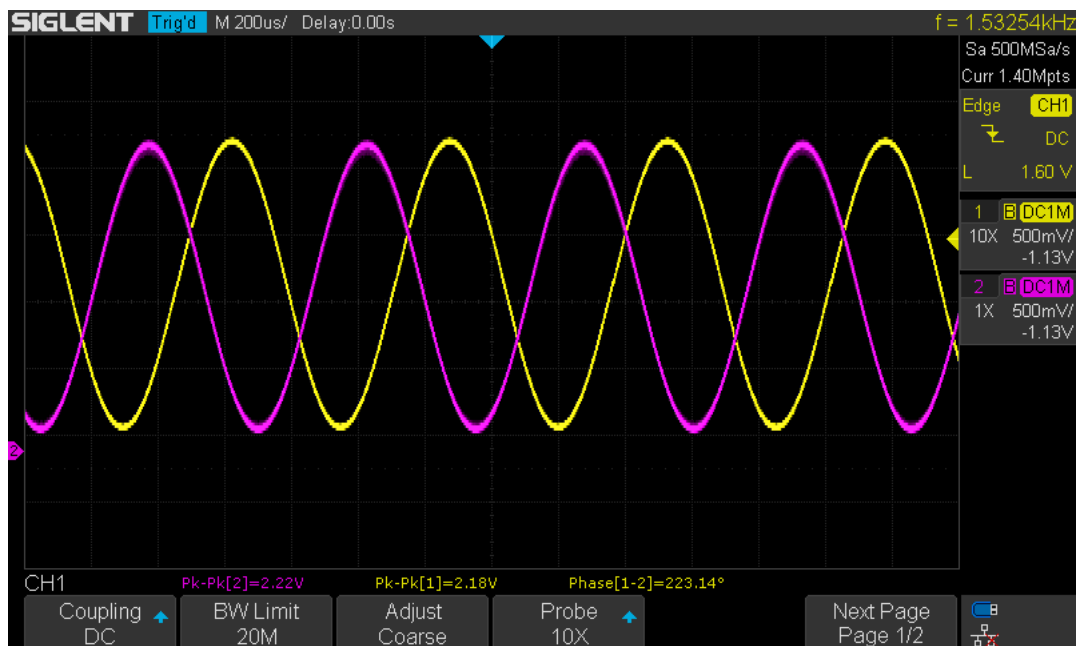 SIGLENT Trig'd M 200us/ Delay:0.00s f = 1.53254kHz
Sa 500MSa/s
Curr 1.40Mpts
Edge CH1
DC
L 1.60 V
1 B DC1M
10X 500mV/
-1.13V
2 B DC1M
1X 500mV/
-1.13V
2
CH1 Pk-Pk[2]=2.22V Pk-Pk[1]=2.18V Phase[1-2]=223.14°
Coupling BW Limit Adjust Probe Next Page
DC 20M Coarse 10X Page 1/2